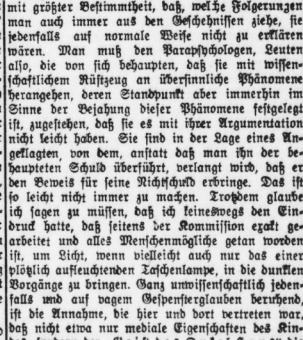 mit größter Bestimmtheit, daß, welche Folgerungen
man auch immer aus den Geschehnissen ziehe, sie
jedenfalls auf normale Weise nicht zu erklären
wären. Man muß den Parapsychologen, Leuten
also, die von sich behaupten, daß sie mit wissen-
schaftlichem Rüstzeug an übersinnliche Phänomene
herangehen, deren Standpunkt aber immerhin im
Sinne der Bejahung dieser Phänomene festgelegt
ist, zugestehen, daß sie es mit ihrer Argumentation
nicht leicht haben. Sie sind in der Lage eines An-
geklagten, von dem, anstatt daß man ihn der be-
haupteten Schuld überführt, verlangt wird, daß er
den Beweis für seine Nichtschuld erbringe. Das ist
so leicht nicht immer zu machen. Trotzdem glaube
ich sagen zu müssen, daß ich keineswegs den Ein-
druck hatte, daß seitens der Kommission exakt ge-
arbeitet und alles Menschenmögliche getan worden
ist, um Licht, wenn vielleicht auch nur das einer
plötzlich aufleuchtenden Taschenlampe, in die dunklen
Vorgänge zu bringen. Ganz unwissenschaftlich jeden-
falls und auf vagem Gespensterglauben beruhend,
ist die Annahme, die hier und dort vertreten war,
daß nicht etwa nur mediale Eigenschaften des Kin-